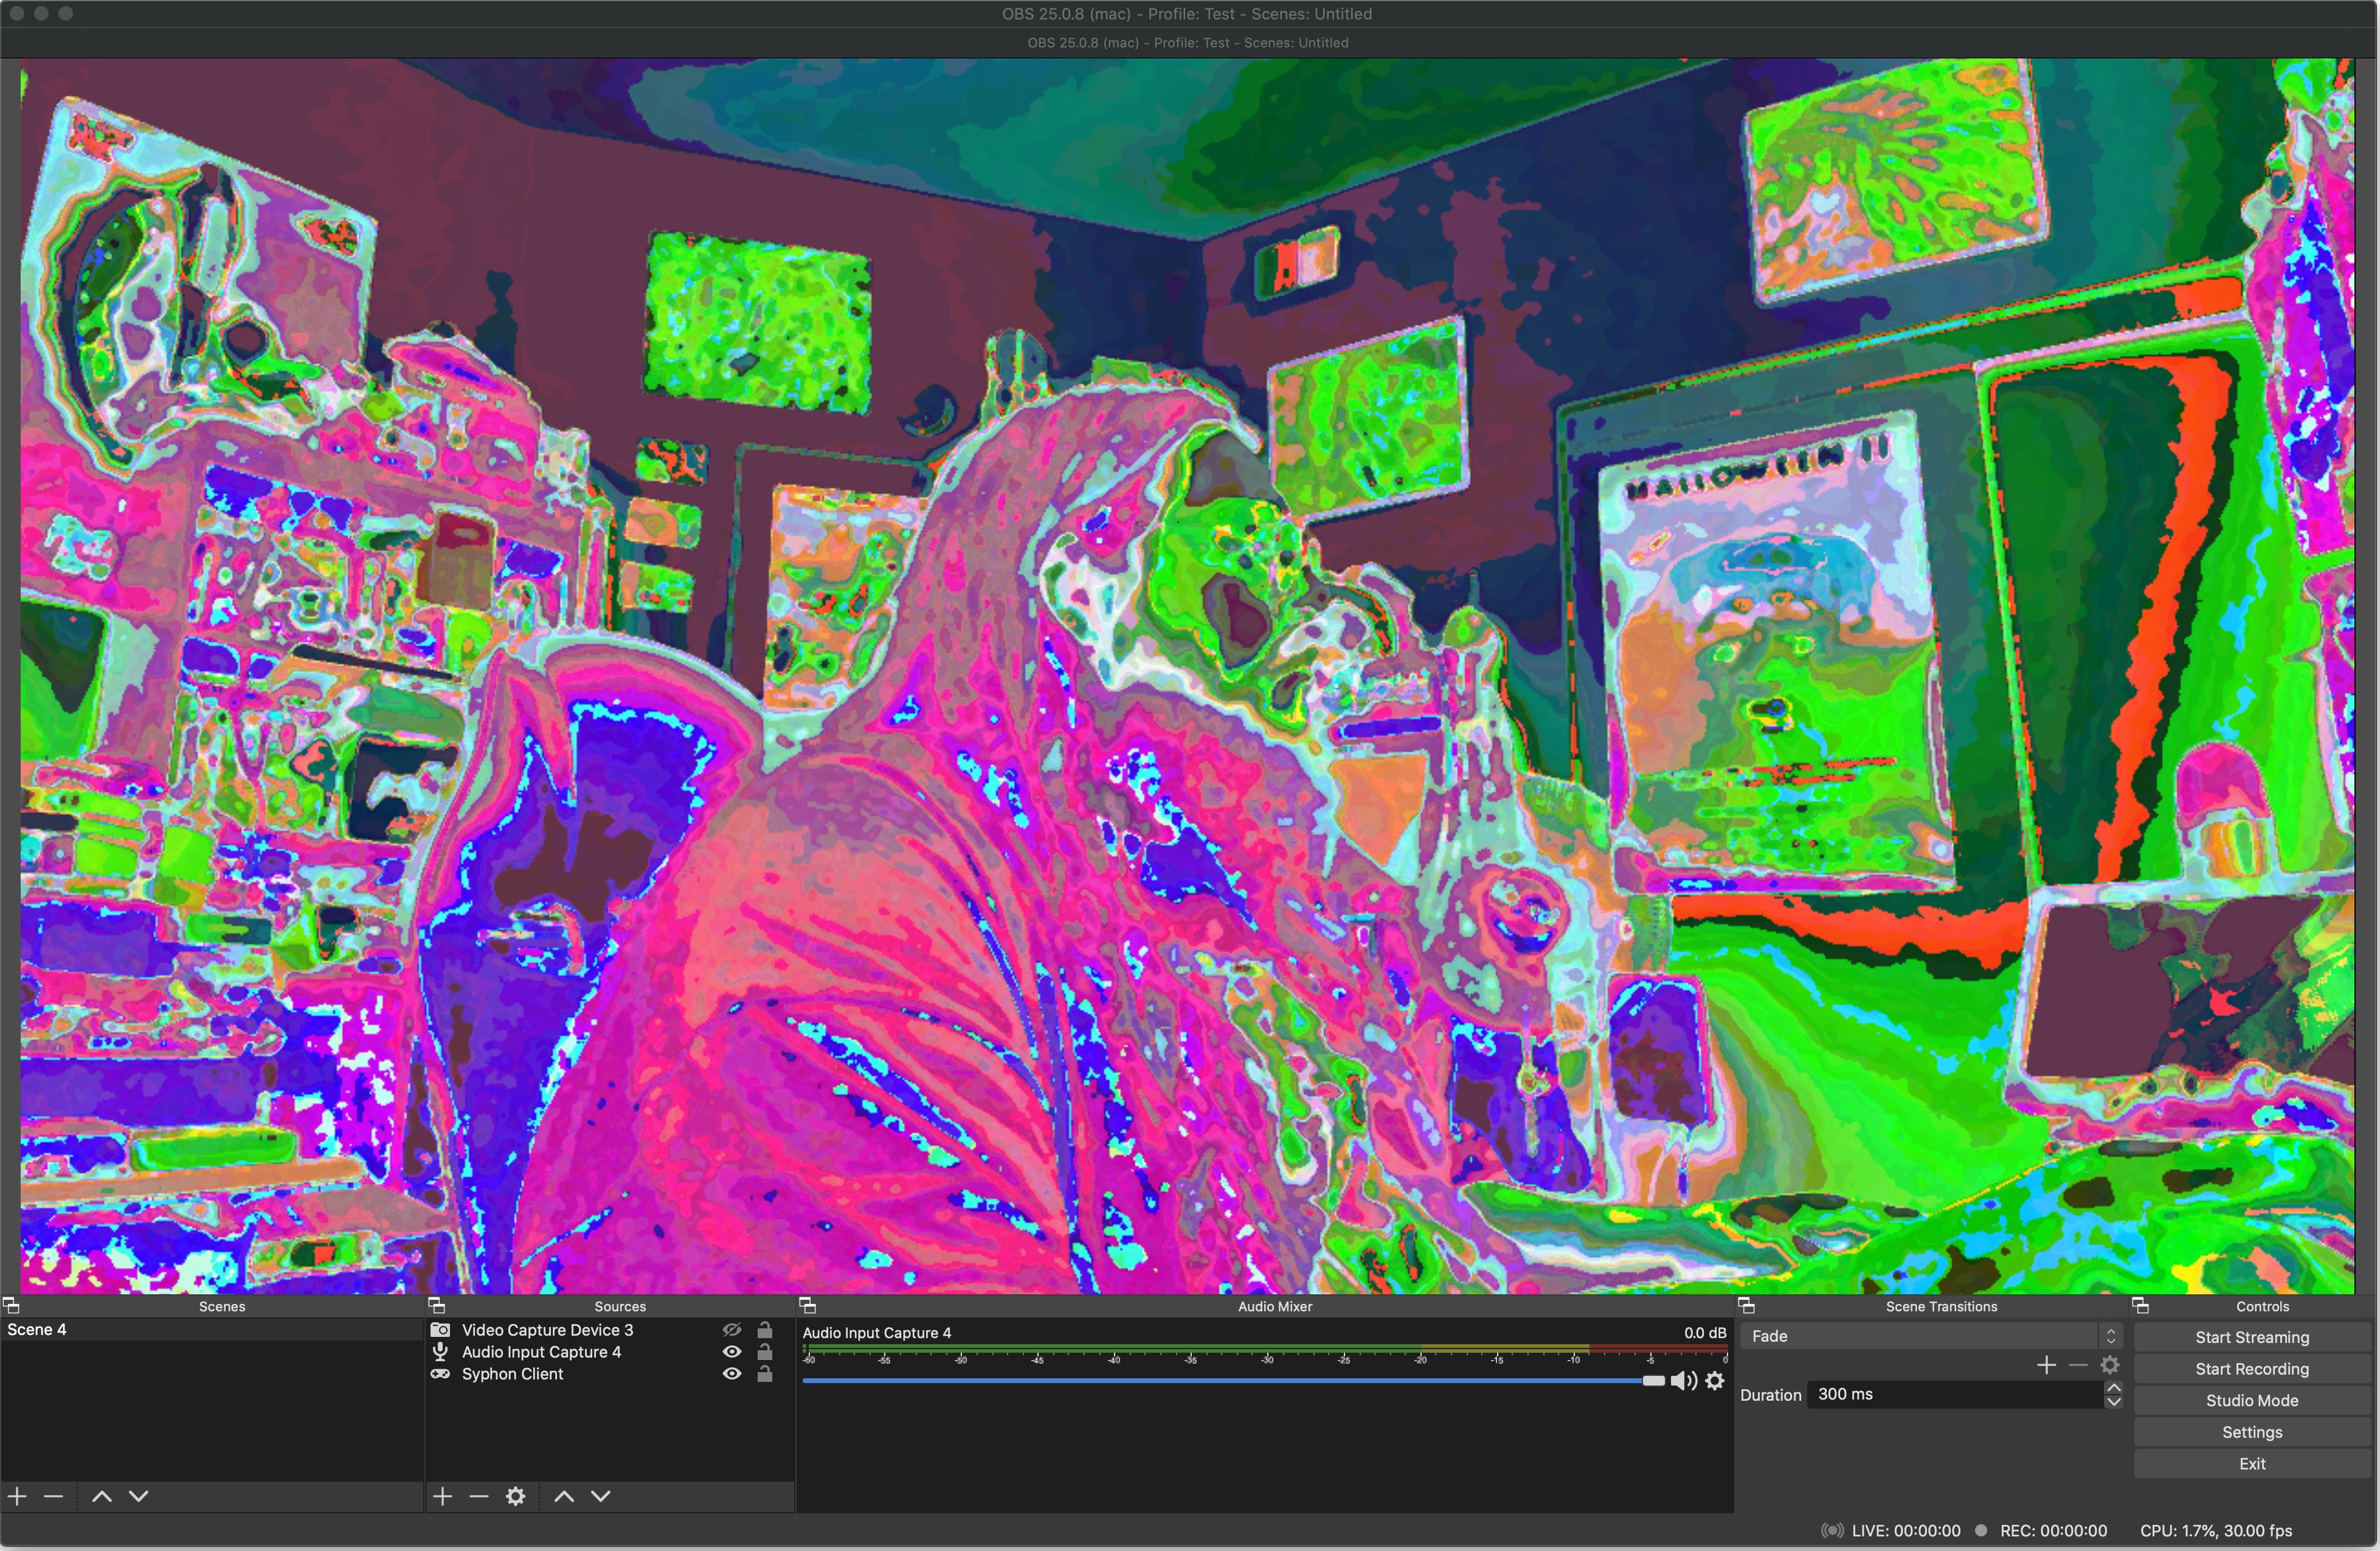 OBS 25.0.8 (mac) - Profile: Test - Scenes: Untitled
OBS 25.0.8 (mac) - Profile: Test - Scenes: Untitled
HALLOWEEN II
Scenes
Scene 4
Sources
Video Capture Device 3
Audio Input Capture 4
Syphon Client
Audio Mixer
Audio Input Capture 4 0.0 dB
-60 -55 -50 -45 -40 -35 -30 -25 -20 -15 -10 -5 0
Scene Transitions
Fade
Duration 300 ms
Controls
Start Streaming
Start Recording
Studio Mode
Settings
Exit
LIVE: 00:00:00 REC: 00:00:00 CPU: 1.7%, 30.00 fps